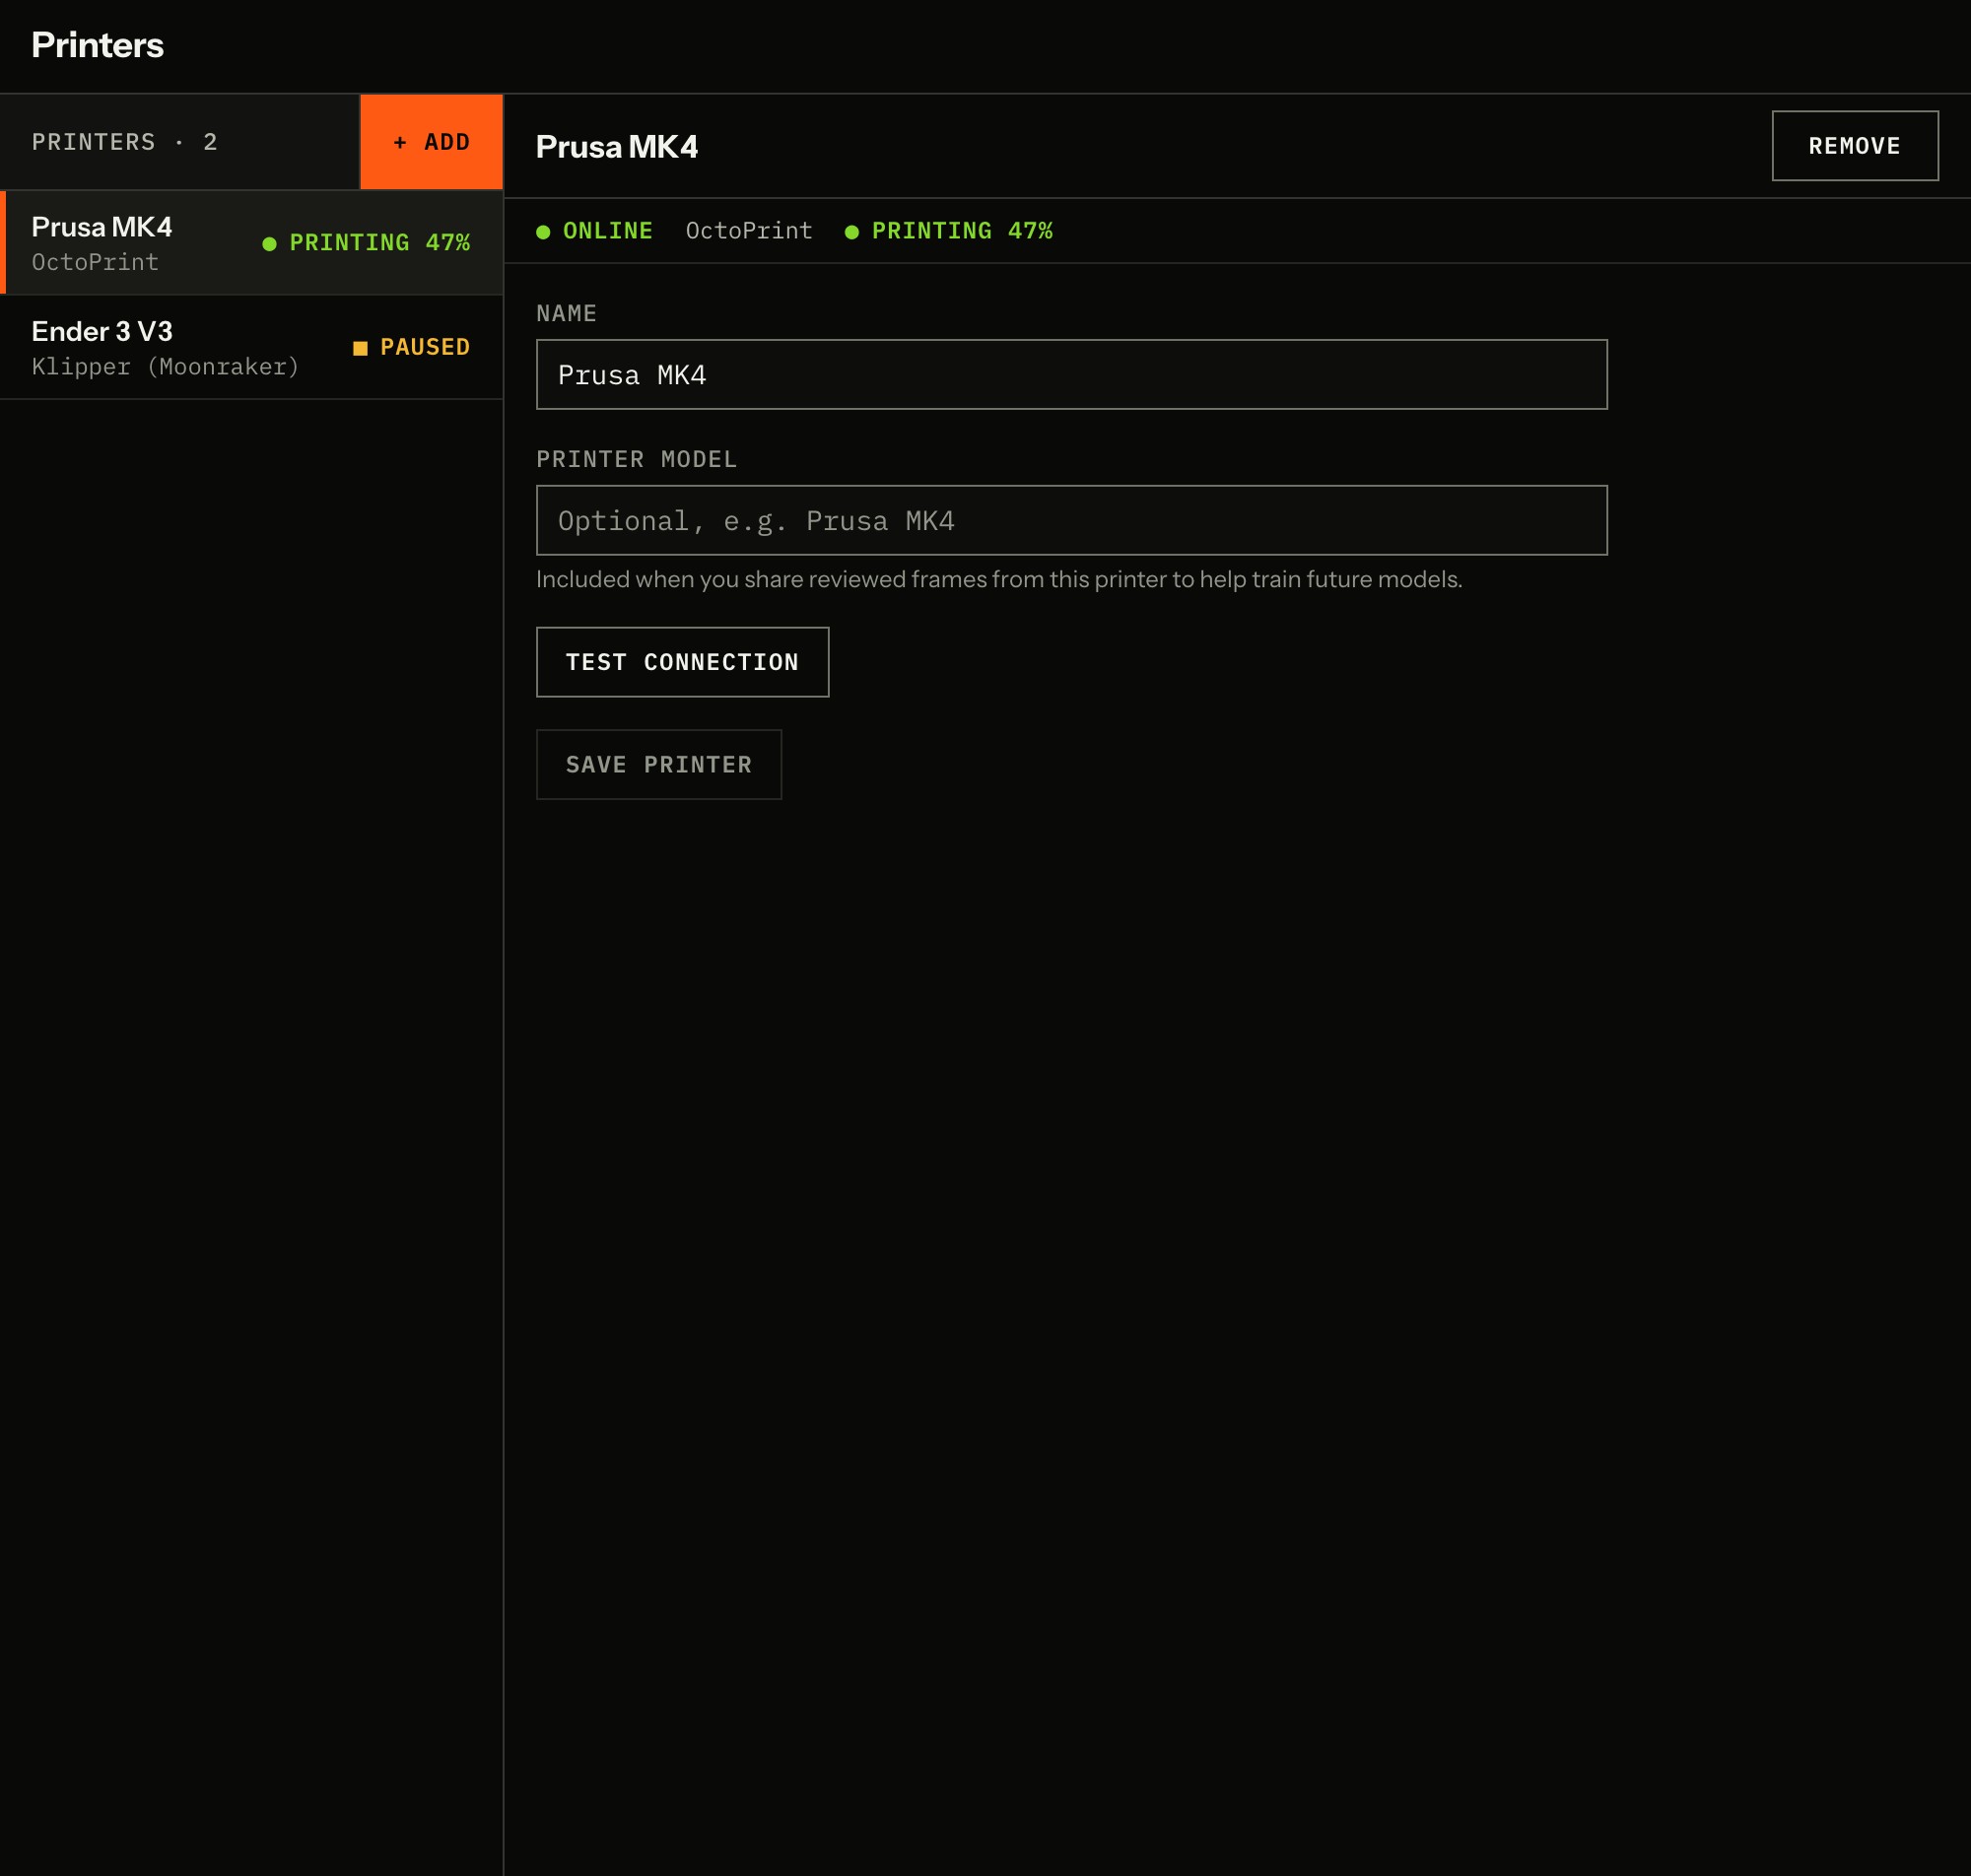 Printers
PRINTERS · 2
+ ADD
Prusa MK4
OctoPrint
PRINTING 47%
Ender 3 V3
Klipper (Moonraker)
PAUSED
Prusa MK4
REMOVE
ONLINE OctoPrint PRINTING 47%
NAME
Prusa MK4
PRINTER MODEL
Optional, e.g. Prusa MK4
Included when you share reviewed frames from this printer to help train future models.
TEST CONNECTION
SAVE PRINTER